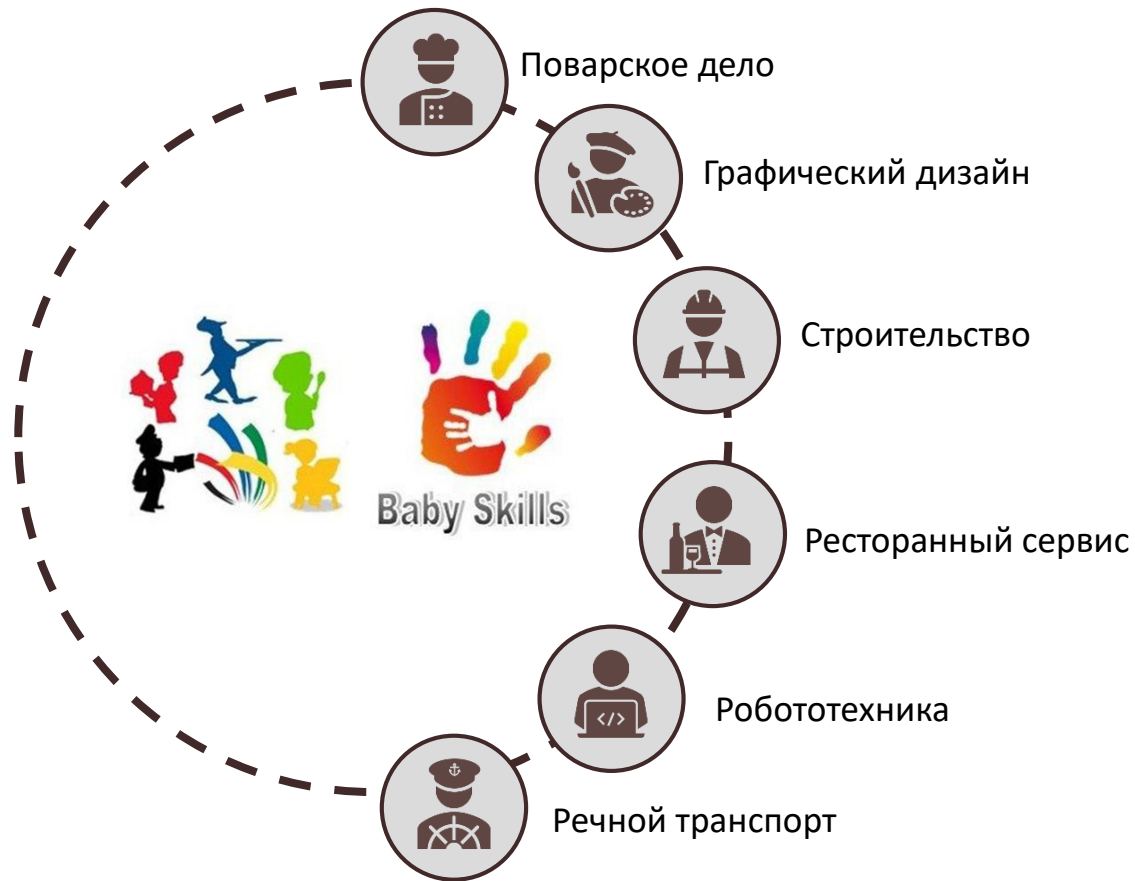 Поварское дело
Графический дизайн
Строительство
Baby Skills
Ресторанный сервис
</>
Робототехника
Речной транспорт